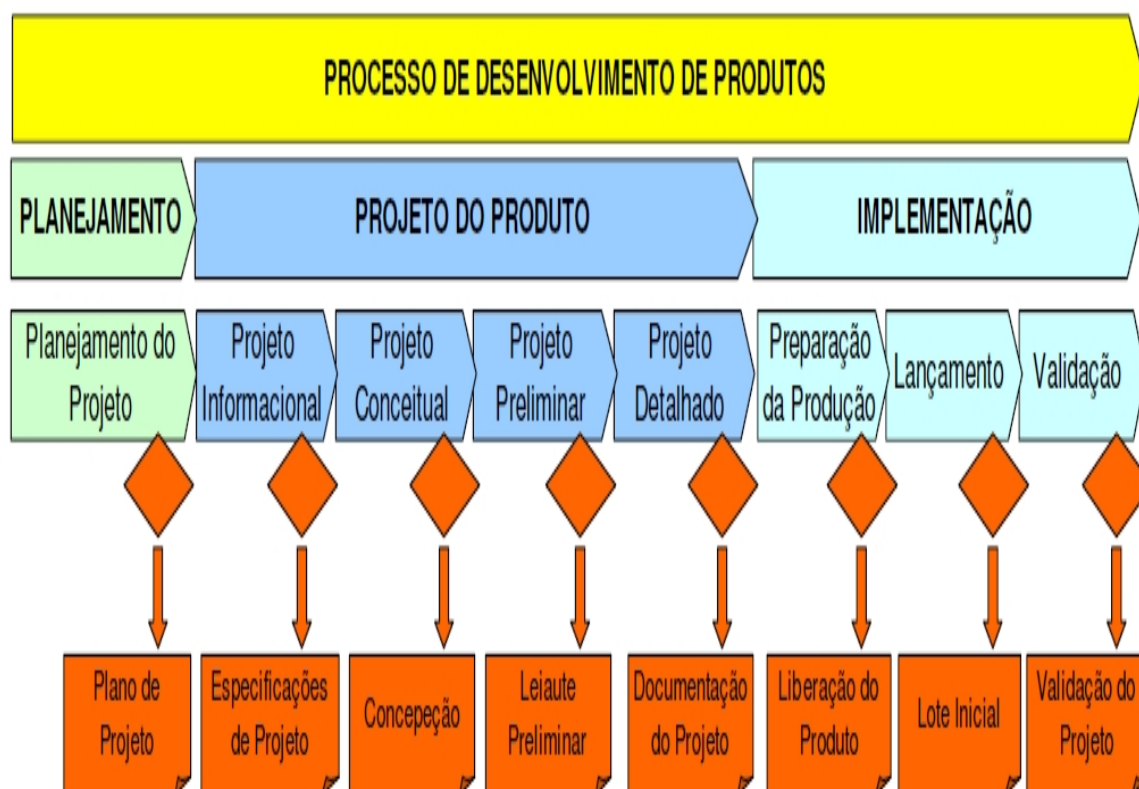 PROCESSO DE DESENVOLVIMENTO DE PRODUTOS
PLANEJAMENTO
PROJETO DO PRODUTO
IMPLEMENTAÇÃO
Planejamento do
Projeto
Projeto
Informacional
Projeto
Conceitual
Projeto
Preliminar
Projeto
Detalhado
Preparação
da Produção
Lançamento
Validação
Plano de
Projeto
Especificações
de Projeto
Concepeção
Leiaute
Preliminar
Documentação
do Projeto
Liberação do
Produto
Lote Inicial
Validação do
Projeto